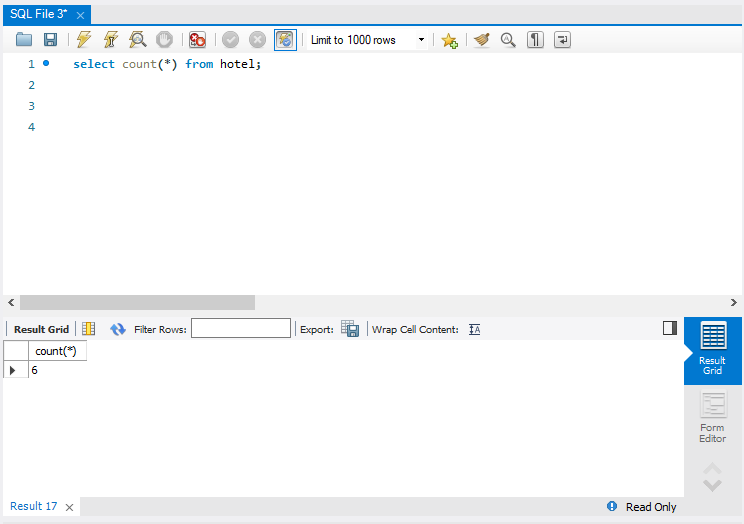 SQL File 3*
Limit to 1000 rows
1 select count(*) from hotel;
2
3
4
Result Grid Filter Rows: Export: Wrap Cell Content:
count(*)
6
Result
Grid
Form
Editor
Result 17 Read Only